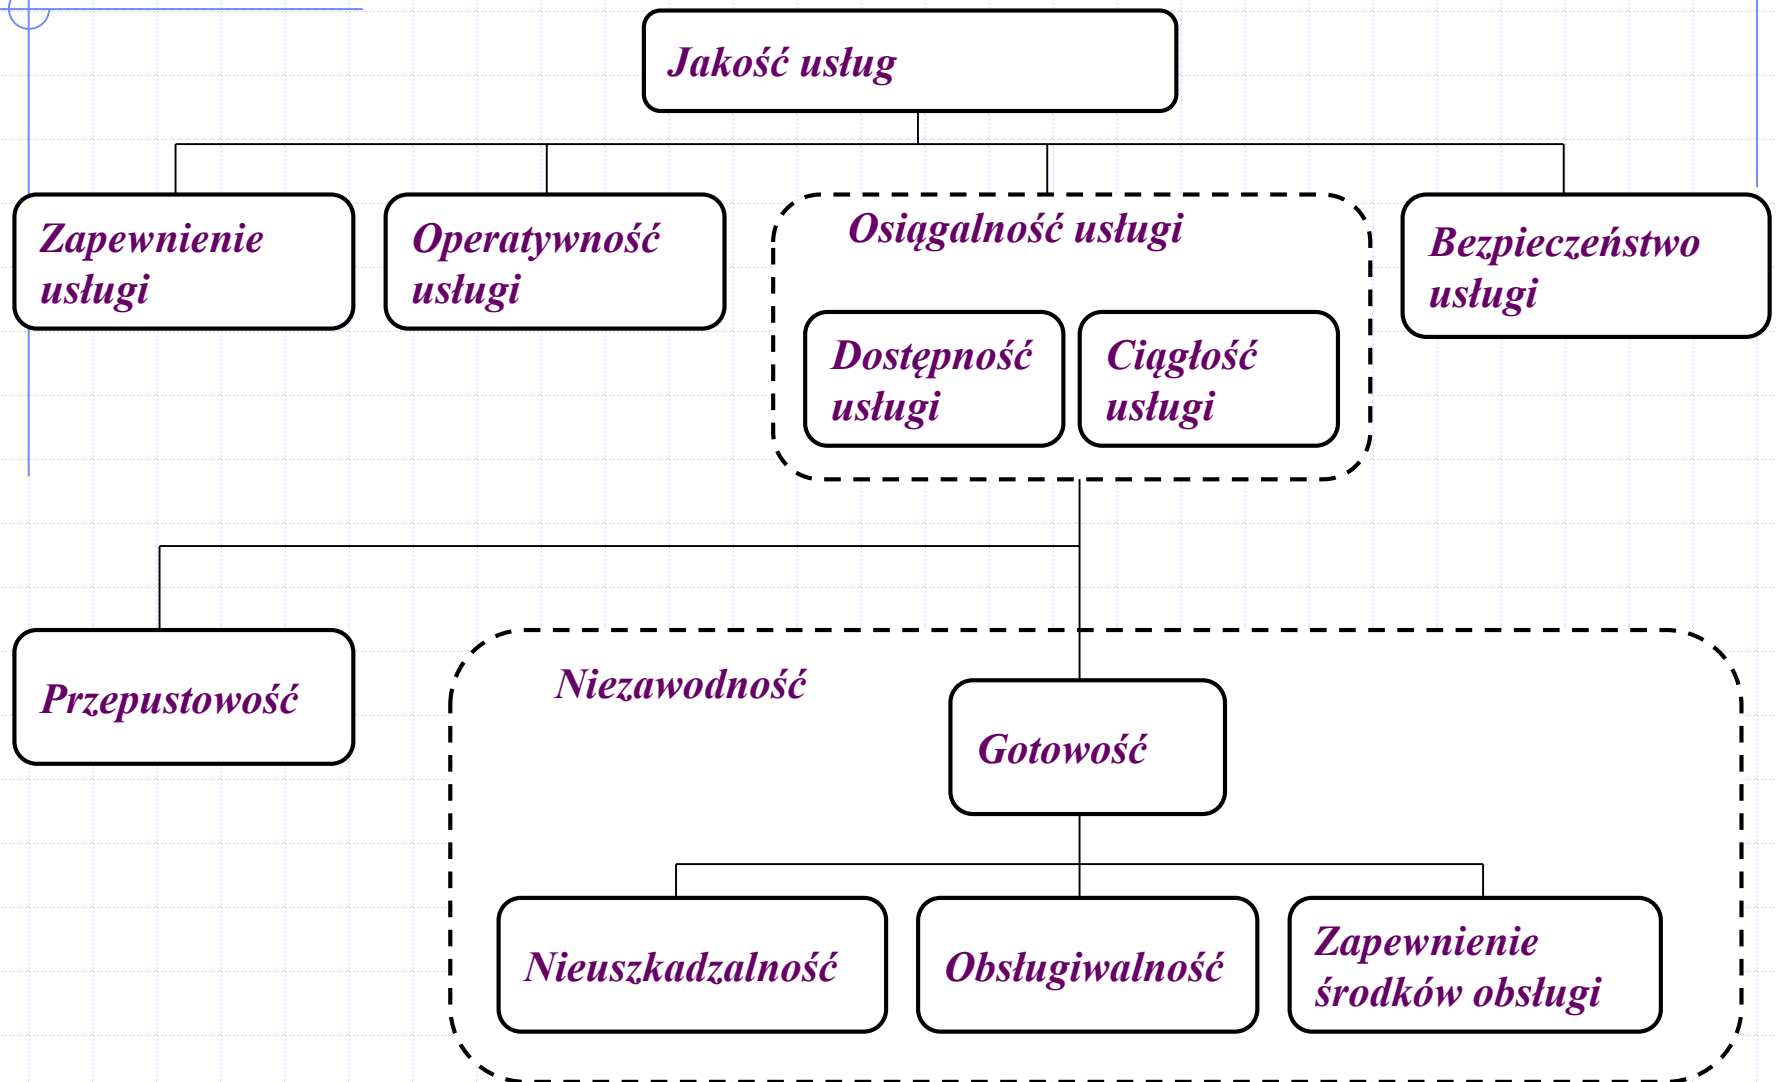 Jakość usług
Zapewnienie
usługi
Operatywność
usługi
Osiągalność usługi
Dostępność
usługi
Ciągłość
usługi
Bezpieczeństwo
usługi
Przepustowość
Niezawodność
Gotowość
Nieuszkadzalność
Obsługiwalność
Zapewnienie
środków obsługi